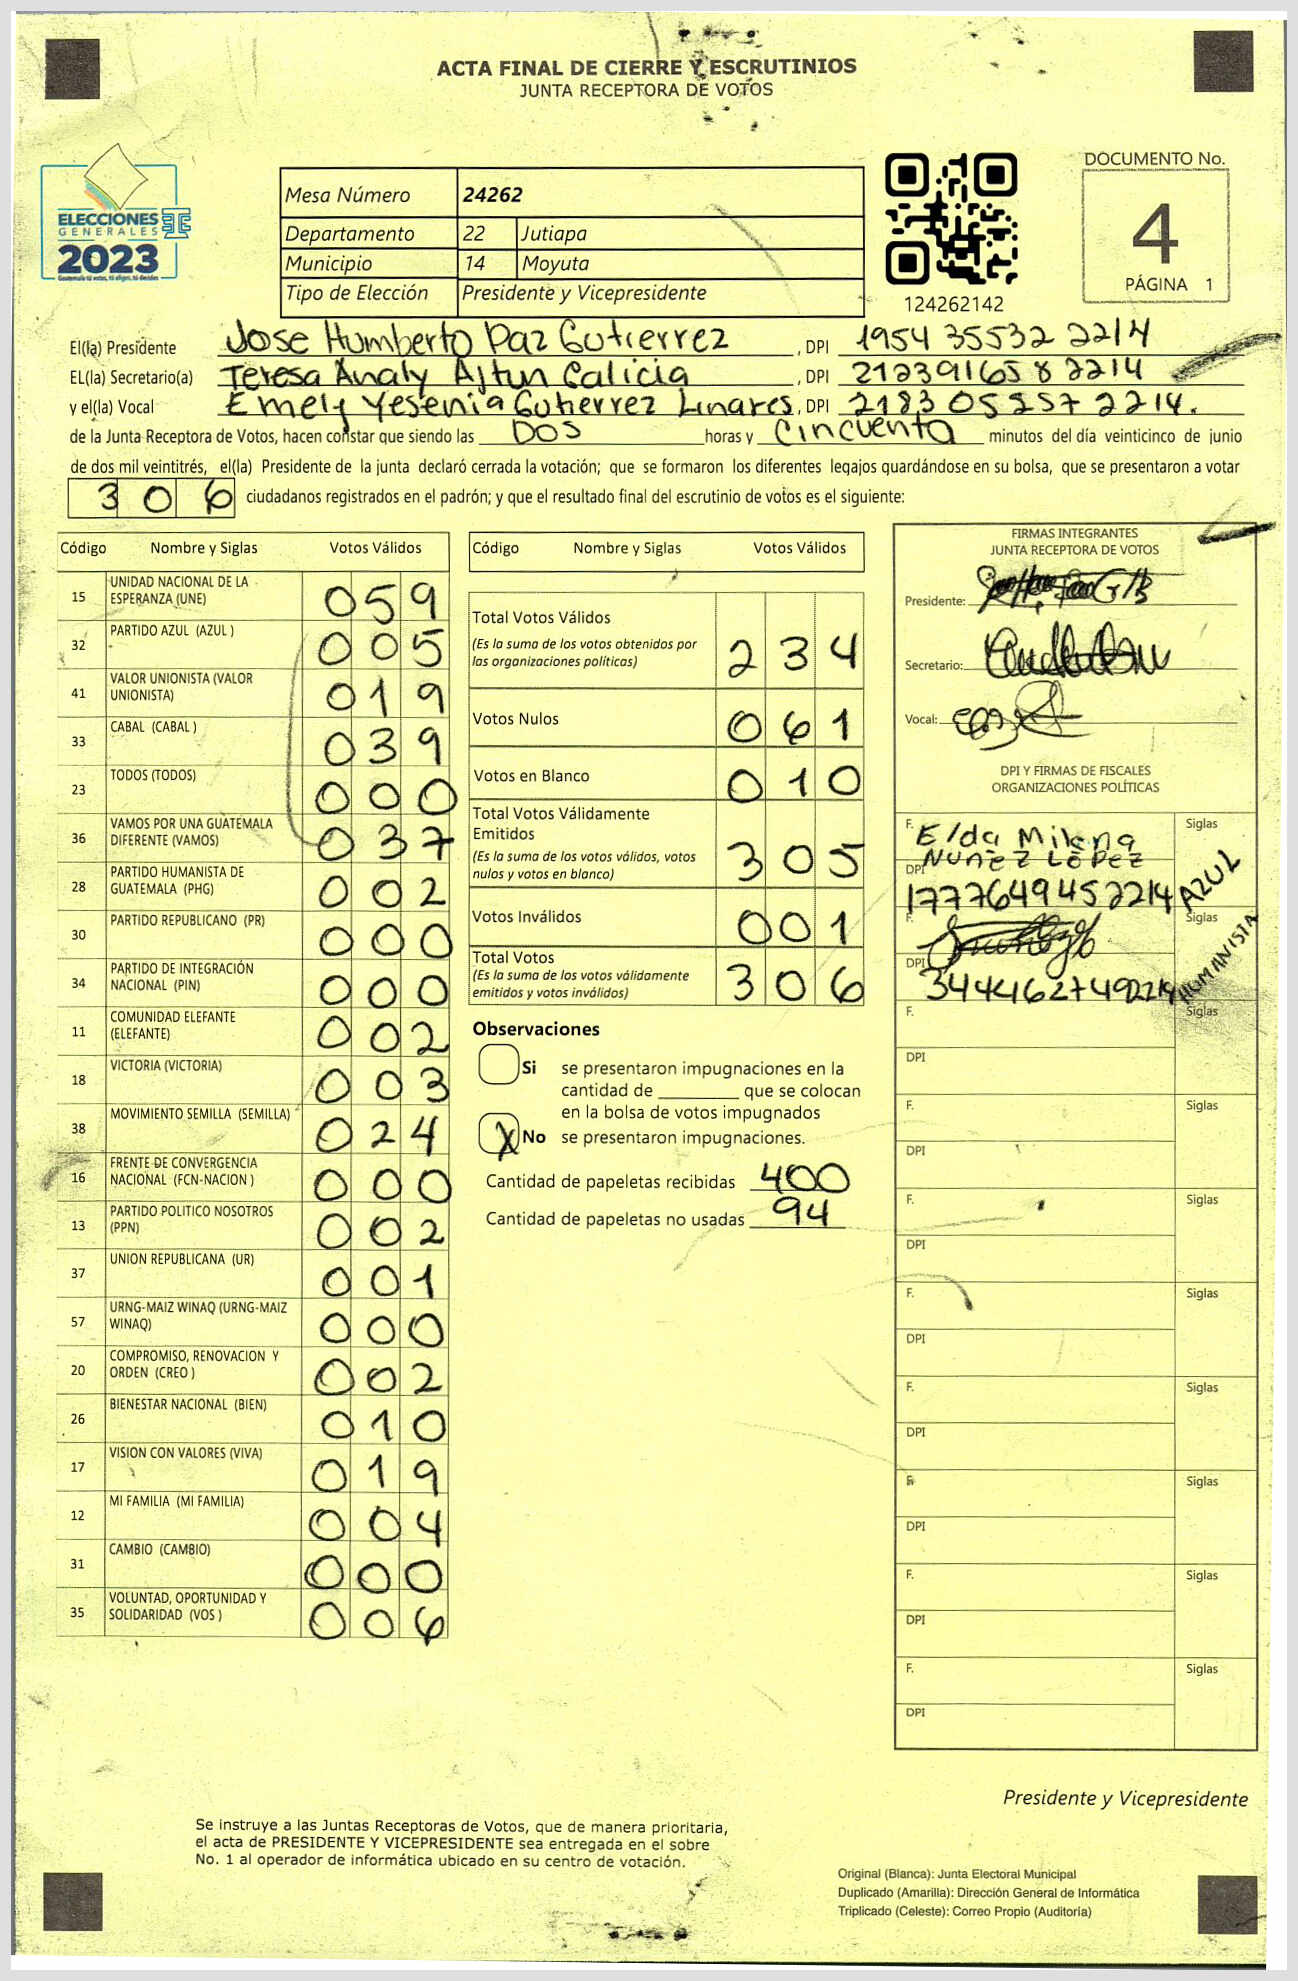 ACTA FINAL DE CIERRE Y ESCRUTINIOS
JUNTA RECEPTORA DE VOTOS
ELECCIONES
GENERALES
2023
Guatemala tú votas, tú eliges, tú decides
Mesa Número 24262
Departamento 22 Jutiapa
Municipio 14 Moyuta
Tipo de Elección Presidente y Vicepresidente
124262142
DOCUMENTO No.
4
PÁGINA 1
El(la) Presidente Jose Humberto Paz Gutierrez , DPI 1954 35532 2214
EL(la) Secretario(a) Teresa Analy Ajtun Calicia , DPI 2123916582214
y el(la) Vocal Emely Yesenia Gutierrez Linares , DPI 2183 05257 2214.
de la Junta Receptora de Votos, hacen constar que siendo las DOS horas y cincuenta minutos del día veinticinco de junio
de dos mil veintitrés, el(la) Presidente de la junta declaró cerrada la votación; que se formaron los diferentes legajos guardándose en su bolsa, que se presentaron a votar
306 ciudadanos registrados en el padrón; y que el resultado final del escrutinio de votos es el siguiente:
Código Nombre y Siglas Votos Válidos
15 UNIDAD NACIONAL DE LA ESPERANZA (UNE) 059
32 PARTIDO AZUL (AZUL ) 005
41 VALOR UNIONISTA (VALOR UNIONISTA) 019
33 CABAL (CABAL ) 039
23 TODOS (TODOS) 000
36 VAMOS POR UNA GUATEMALA DIFERENTE (VAMOS) 037
28 PARTIDO HUMANISTA DE GUATEMALA (PHG) 002
30 PARTIDO REPUBLICANO (PR) 000
34 PARTIDO DE INTEGRACIÓN NACIONAL (PIN) 000
11 COMUNIDAD ELEFANTE (ELEFANTE) 002
18 VICTORIA (VICTORIA) 003
38 MOVIMIENTO SEMILLA (SEMILLA) 024
16 FRENTE DE CONVERGENCIA NACIONAL (FCN-NACION ) 000
13 PARTIDO POLITICO NOSOTROS (PPN) 002
37 UNION REPUBLICANA (UR) 001
57 URNG-MAIZ WINAQ (URNG-MAIZ WINAQ) 000
20 COMPROMISO, RENOVACION Y ORDEN (CREO ) 002
26 BIENESTAR NACIONAL (BIEN) 010
17 VISION CON VALORES (VIVA) 019
12 MI FAMILIA (MI FAMILIA) 004
31 CAMBIO (CAMBIO) 000
35 VOLUNTAD, OPORTUNIDAD Y SOLIDARIDAD (VOS ) 006
Código Nombre y Siglas Votos Válidos
Total Votos Válidos 234
(Es la suma de los votos obtenidos por
las organizaciones políticas)
Votos Nulos 061
Votos en Blanco 010
Total Votos Válidamente
Emitidos 305
(Es la suma de los votos válidos, votos
nulos y votos en blanco)
Votos Inválidos 001
Total Votos 306
(Es la suma de los votos válidamente
emitidos y votos inválidos)
Observaciones
Si se presentaron impugnaciones en la
cantidad de ________ que se colocan
en la bolsa de votos impugnados
X No se presentaron impugnaciones.
Cantidad de papeletas recibidas 400
Cantidad de papeletas no usadas 94
FIRMAS INTEGRANTES
JUNTA RECEPTORA DE VOTOS
Presidente:
Secretario:
Vocal:
DPI Y FIRMAS DE FISCALES
ORGANIZACIONES POLÍTICAS
F. Elda Milena Siglas
Nuñez López
DPI 1777649452214 AZUL
F. Siglas
DPI 3444627492214 HUMANISTA
F. Siglas
DPI
F. Siglas
DPI
F. Siglas
DPI
F. Siglas
DPI
F. Siglas
DPI
F. Siglas
DPI
F. Siglas
DPI
F. Siglas
DPI
Presidente y Vicepresidente
Se instruye a las Juntas Receptoras de Votos, que de manera prioritaria,
el acta de PRESIDENTE Y VICEPRESIDENTE sea entregada en el sobre
No. 1 al operador de informática ubicado en su centro de votación.
Original (Blanca): Junta Electoral Municipal
Duplicado (Amarilla): Dirección General de Informática
Triplicado (Celeste): Correo Propio (Auditoría)